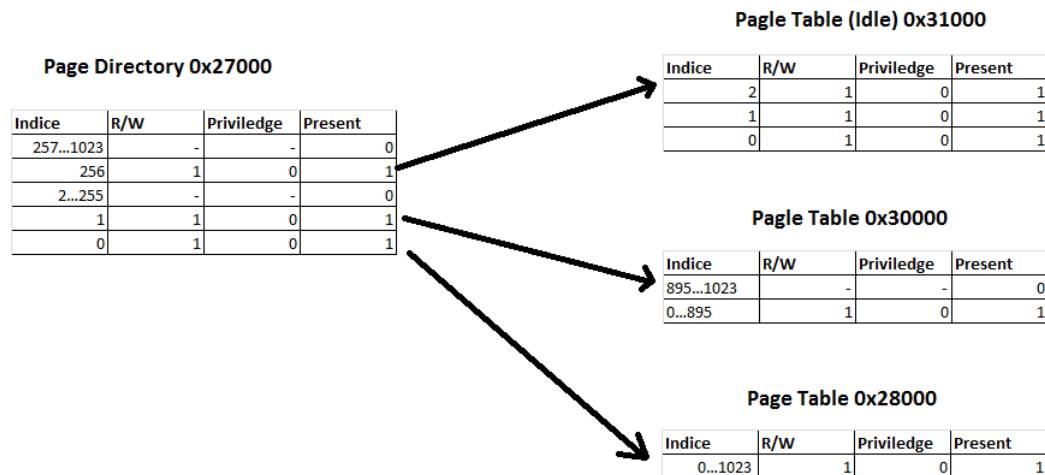 Page Directory 0x27000
Indice R/W Priviledge Present
257...1023 - - 0
256 1 0 1
2...255 - - 0
1 1 0 1
0 1 0 1
Pagle Table (Idle) 0x31000
Indice R/W Priviledge Present
2 1 0 1
1 1 0 1
0 1 0 1
Pagle Table 0x30000
Indice R/W Priviledge Present
895...1023 - - 0
0...895 1 0 1
Page Table 0x28000
Indice R/W Priviledge Present
0...1023 1 0 1